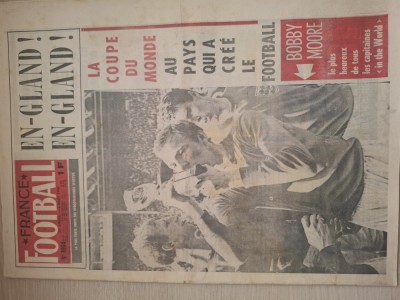 *FRANCE*
FOOTBALL
1F
EN-GLAND !
EN-GLAND !
LA
COUPE
DU
MONDE
AU
PAYS
QUI A
CRÉÉ
LE
FOOTBALL
BOBBY
MOORE
le plus
heureux
de tous
les capitaines
« in the World »